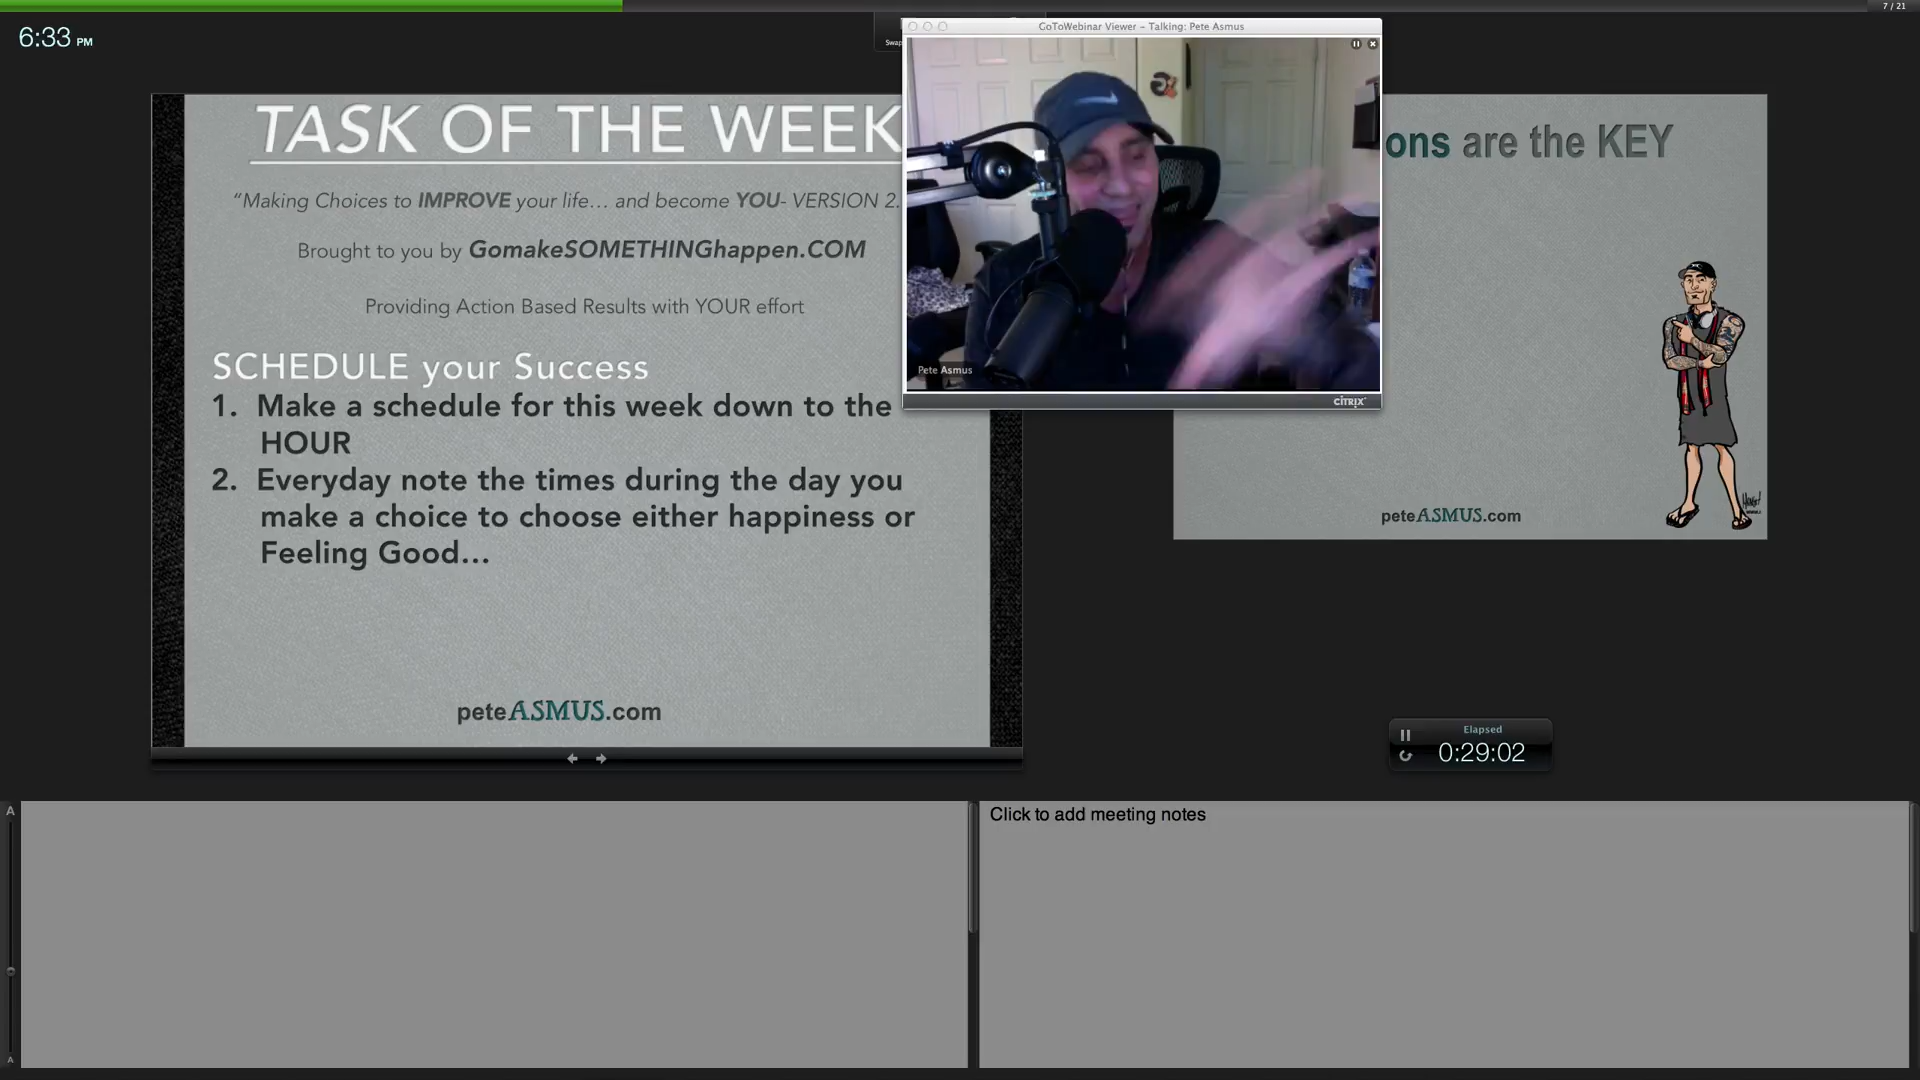 7 / 21
6:33 PM
Swap
GoToWebinar Viewer – Talking: Pete Asmus
TASK OF THE WEEK
ons are the KEY
“Making Choices to IMPROVE your life... and become YOU- VERSION 2.
Brought to you by GomakeSOMETHINGhappen.COM
Providing Action Based Results with YOUR effort
SCHEDULE your Success
Pete Asmus
CITRIX
1. Make a schedule for this week down to the
HOUR
2. Everyday note the times during the day you
make a choice to choose either happiness or
Feeling Good...
peteASMUS.com
peteASMUS.com
Elapsed
0:29:02
A
Click to add meeting notes
A